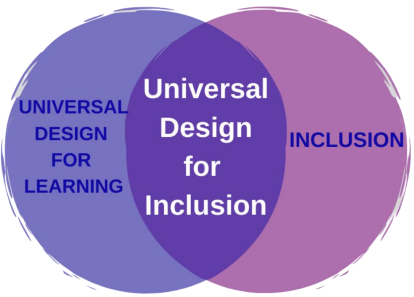 UNIVERSAL
DESIGN
FOR
LEARNING
Universal
Design
for
Inclusion
INCLUSION